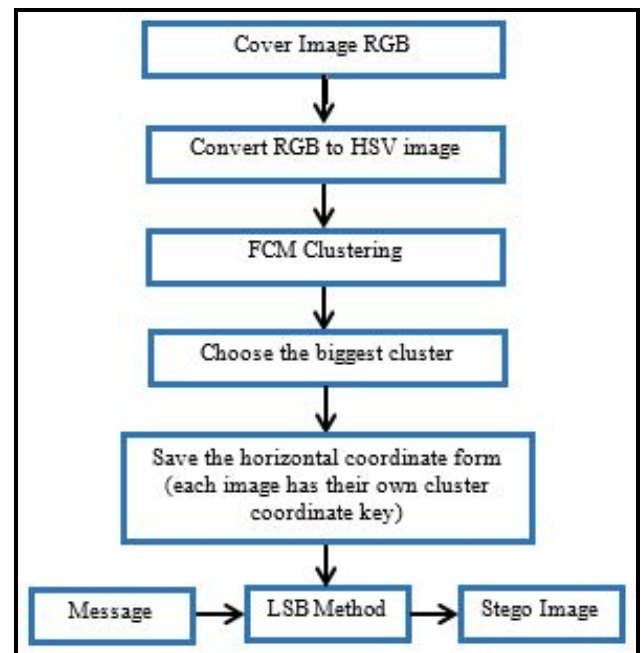 Cover Image RGB
Convert RGB to HSV image
FCM Clustering
Choose the biggest cluster
Save the horizontal coordinate form
(each image has their own cluster
coordinate key)
Message
LSB Method
Stego Image